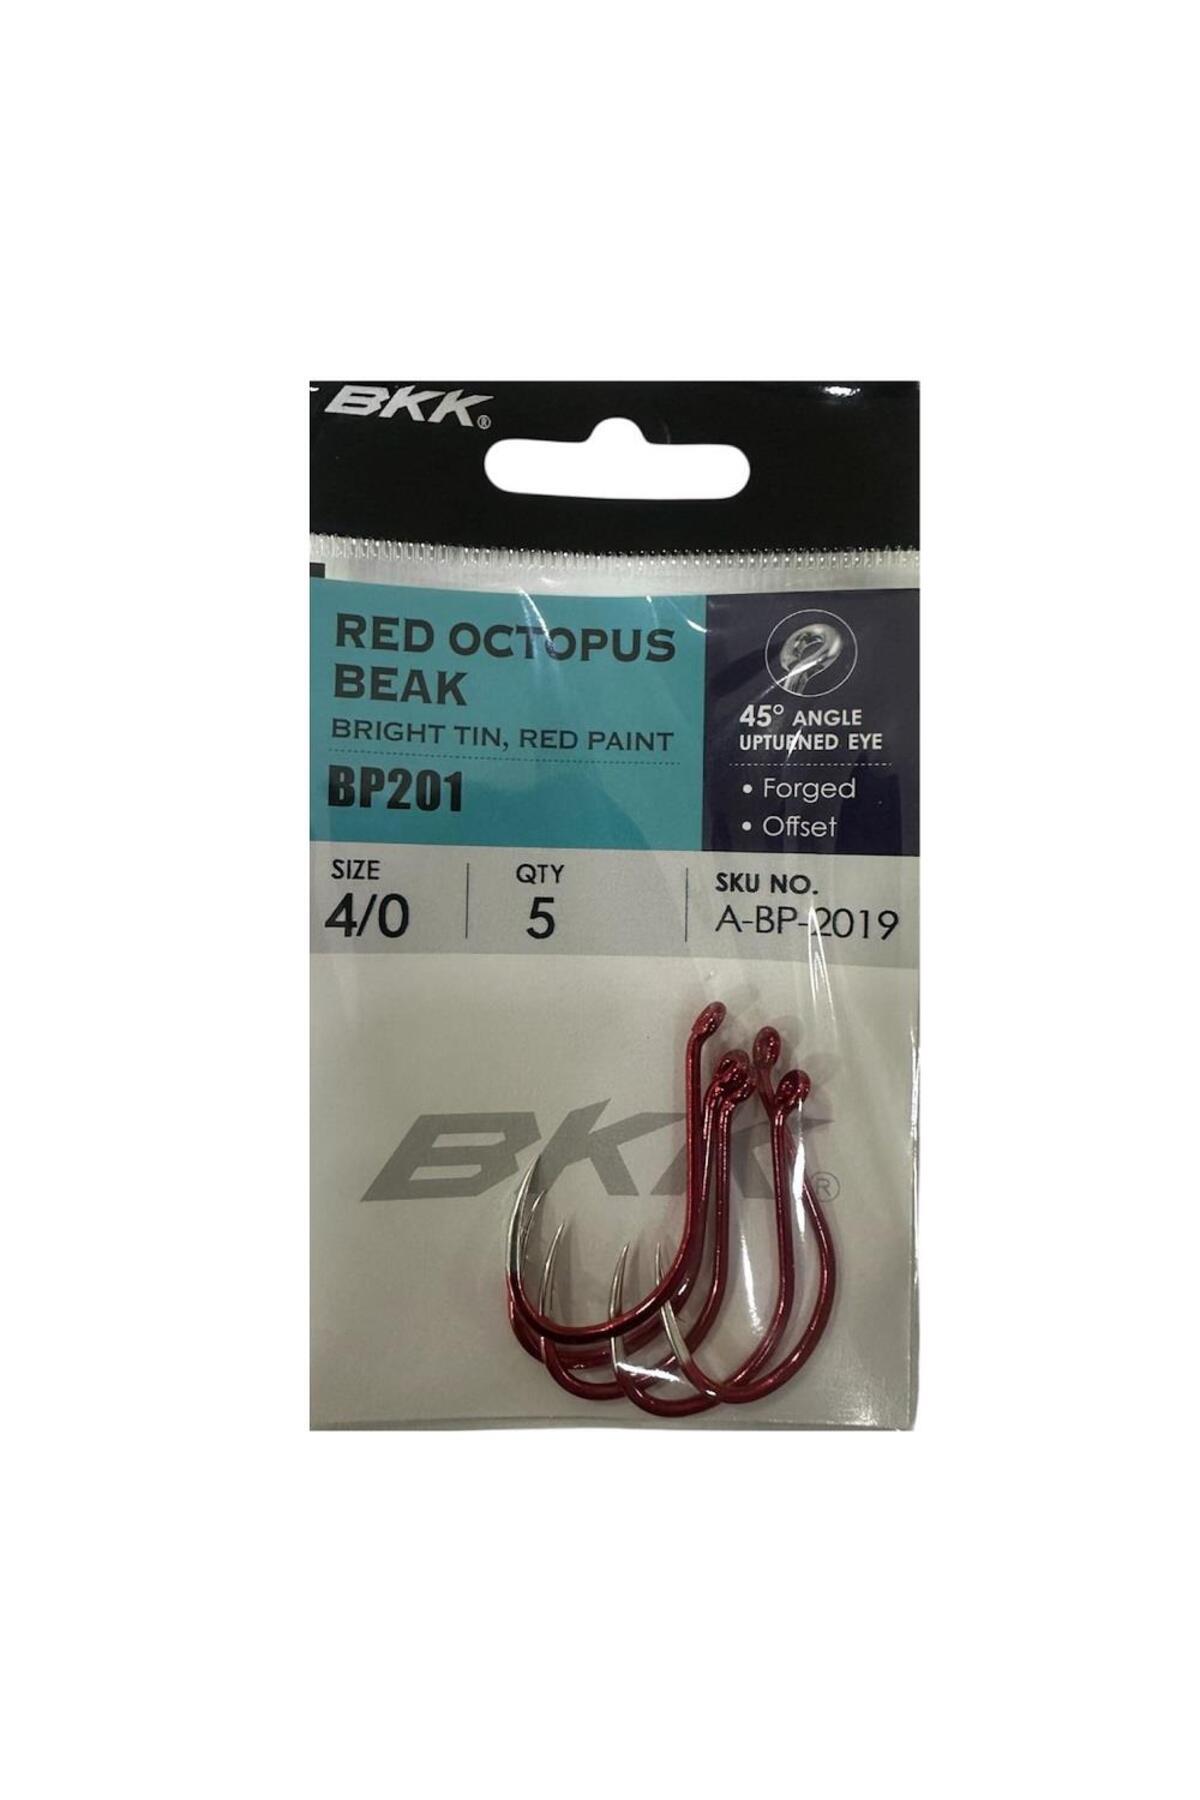 BKK®
RED OCTOPUS
BEAK
BRIGHT TIN, RED PAINT
BP201
45° ANGLE
UPTURNED EYE
• Forged
• Offset
SIZE
4/0
QTY
5
SKU NO.
A-BP-2019
BKK®